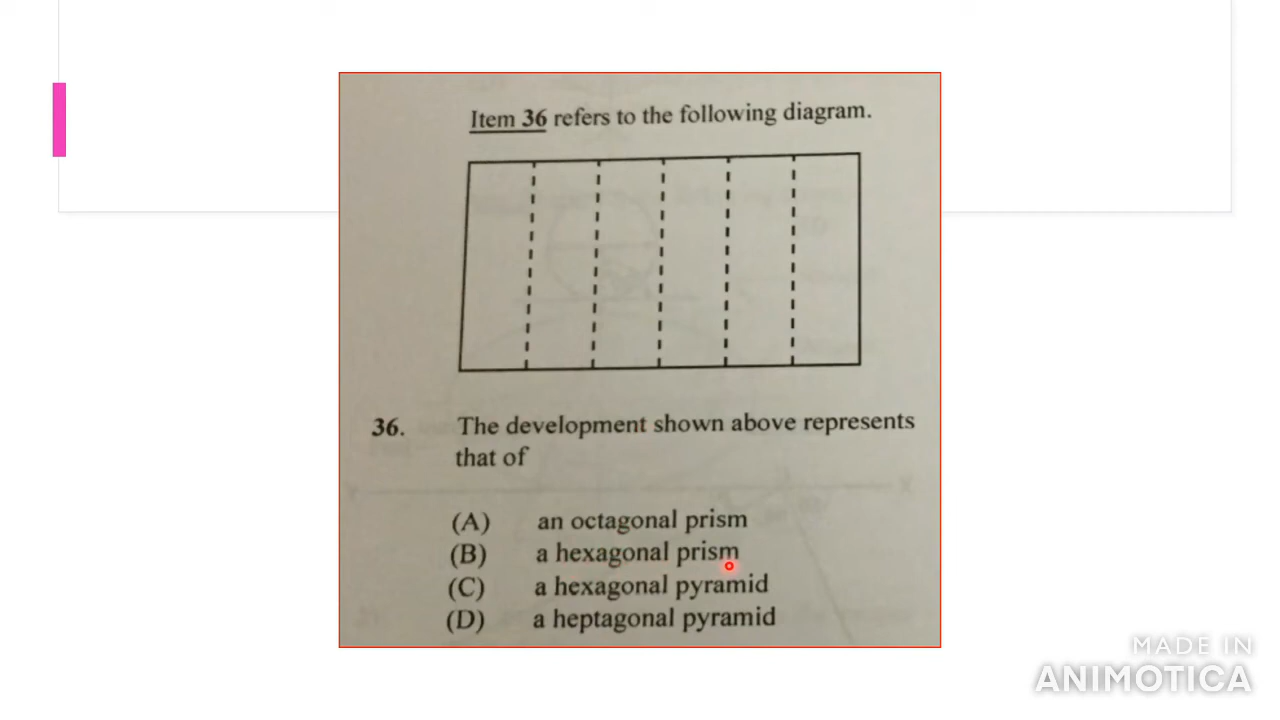 Item 36 refers to the following diagram.
36. The development shown above represents
that of
(A) an octagonal prism
(B) a hexagonal prism
(C) a hexagonal pyramid
(D) a heptagonal pyramid
MADE IN
ANIMOTICA